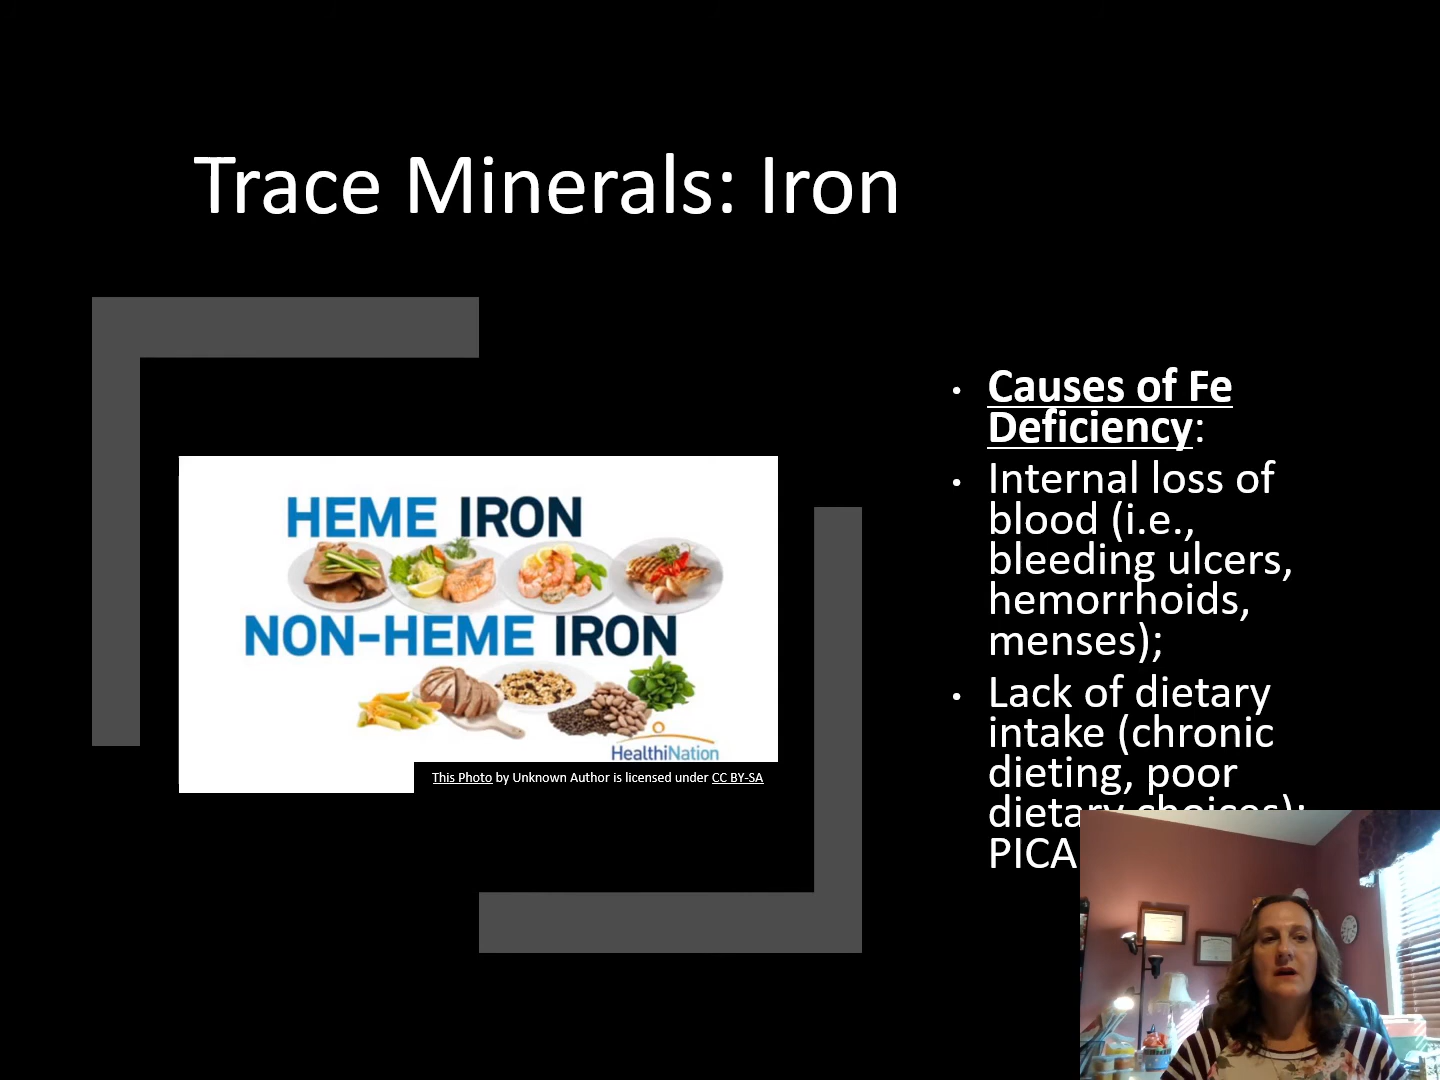 Trace Minerals: Iron
Causes of Fe
Deficiency:
Internal loss of
blood (i.e.,
bleeding ulcers,
hemorrhoids,
menses);
Lack of dietary
intake (chronic
dieting, poor
dietary choices);
PICA
HEME IRON
NON-HEME IRON
HealthiNation
This Photo by Unknown Author is licensed under CC BY-SA